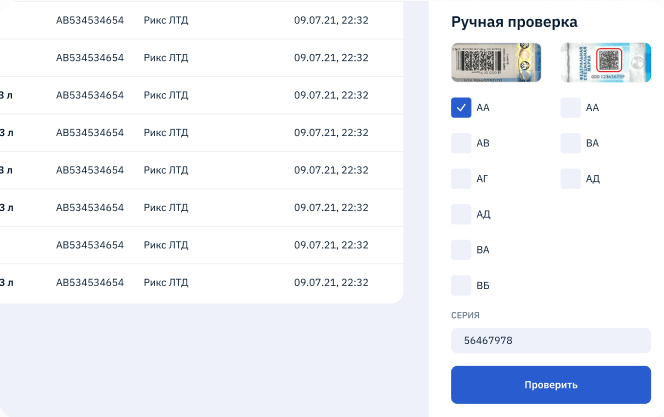 АВ534534654 Рикс ЛТД 09.07.21, 22:32
АВ534534654 Рикс ЛТД 09.07.21, 22:32
3 л АВ534534654 Рикс ЛТД 09.07.21, 22:32
3 л АВ534534654 Рикс ЛТД 09.07.21, 22:32
3 л АВ534534654 Рикс ЛТД 09.07.21, 22:32
3 л АВ534534654 Рикс ЛТД 09.07.21, 22:32
АВ534534654 Рикс ЛТД 09.07.21, 22:32
3 л АВ534534654 Рикс ЛТД 09.07.21, 22:32
Ручная проверка
АА АА
АВ ВА
АГ АД
АД
ВА
ВБ
СЕРИЯ
56467978
Проверить